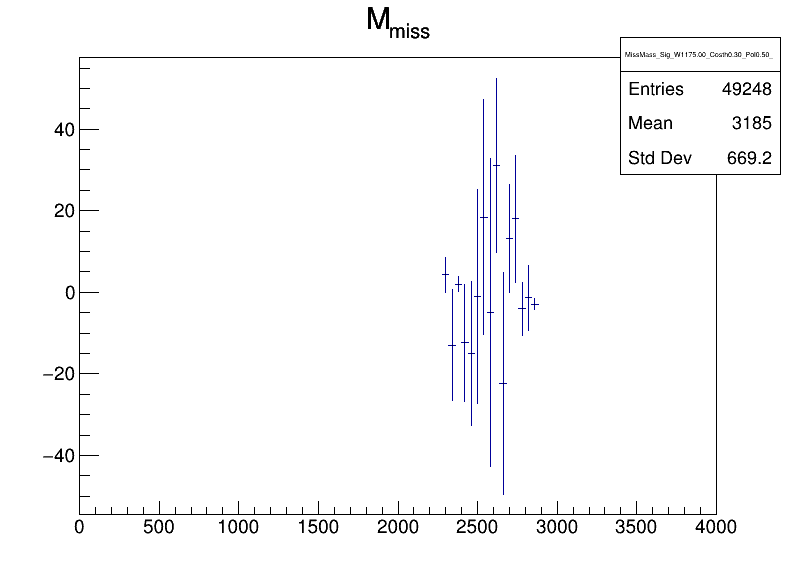 M_miss
MissMass_Sig_W1175.00_Costh0.30_Pol0.50_
Entries 49248
Mean 3185
Std Dev 669.2
40
20
0
−20
−40
0 500 1000 1500 2000 2500 3000 3500 4000